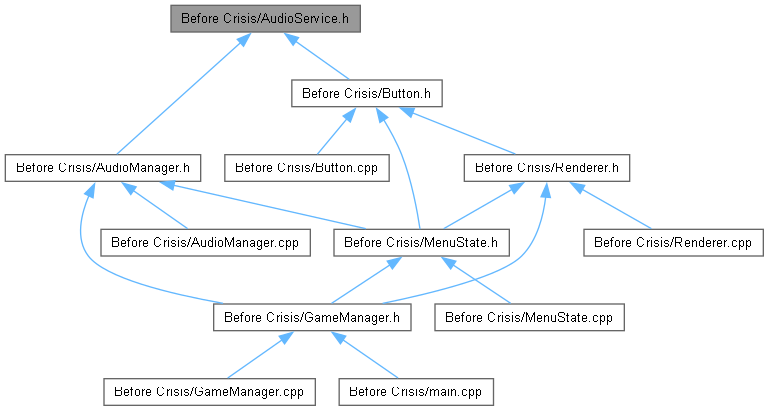 Before Crisis/AudioService.h
Before Crisis/Button.h
Before Crisis/AudioManager.h
Before Crisis/Button.cpp
Before Crisis/Renderer.h
Before Crisis/AudioManager.cpp
Before Crisis/MenuState.h
Before Crisis/Renderer.cpp
Before Crisis/GameManager.h
Before Crisis/MenuState.cpp
Before Crisis/GameManager.cpp
Before Crisis/main.cpp